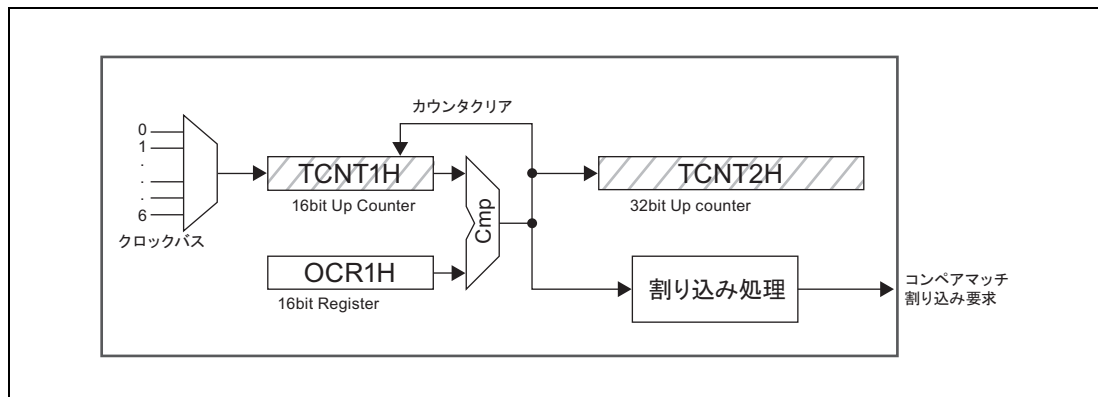 カウンタクリア
0
1
.
.
.
6
クロックバス
TCNT1H
16bit Up Counter
OCR1H
16bit Register
Cmp
TCNT2H
32bit Up counter
割り込み処理
コンペアマッチ
割り込み要求